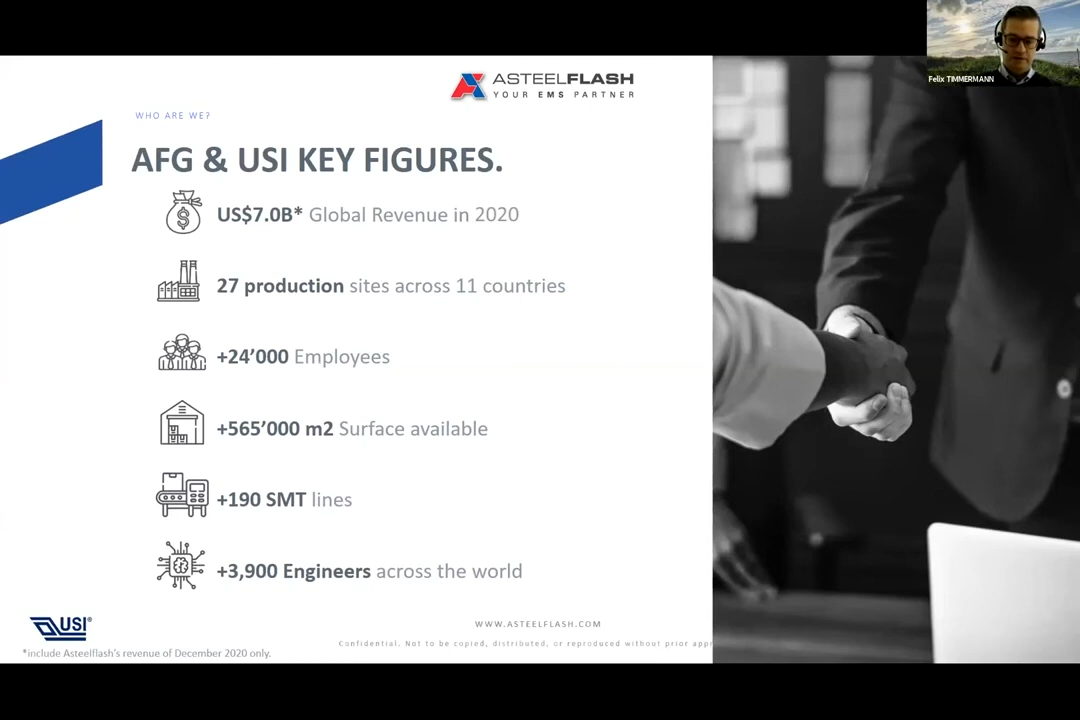 Felix TIMMERMANN
ASTEELFLASH
YOUR EMS PARTNER
WHO ARE WE?
AFG & USI KEY FIGURES.
US$7.0B* Global Revenue in 2020
27 production sites across 11 countries
+24’000 Employees
+565’000 m2 Surface available
+190 SMT lines
+3,900 Engineers across the world
USI®
WWW.ASTEELFLASH.COM
Confidential. Not to be copied, distributed, or reproduced without prior appr
*include Asteelflash’s revenue of December 2020 only.